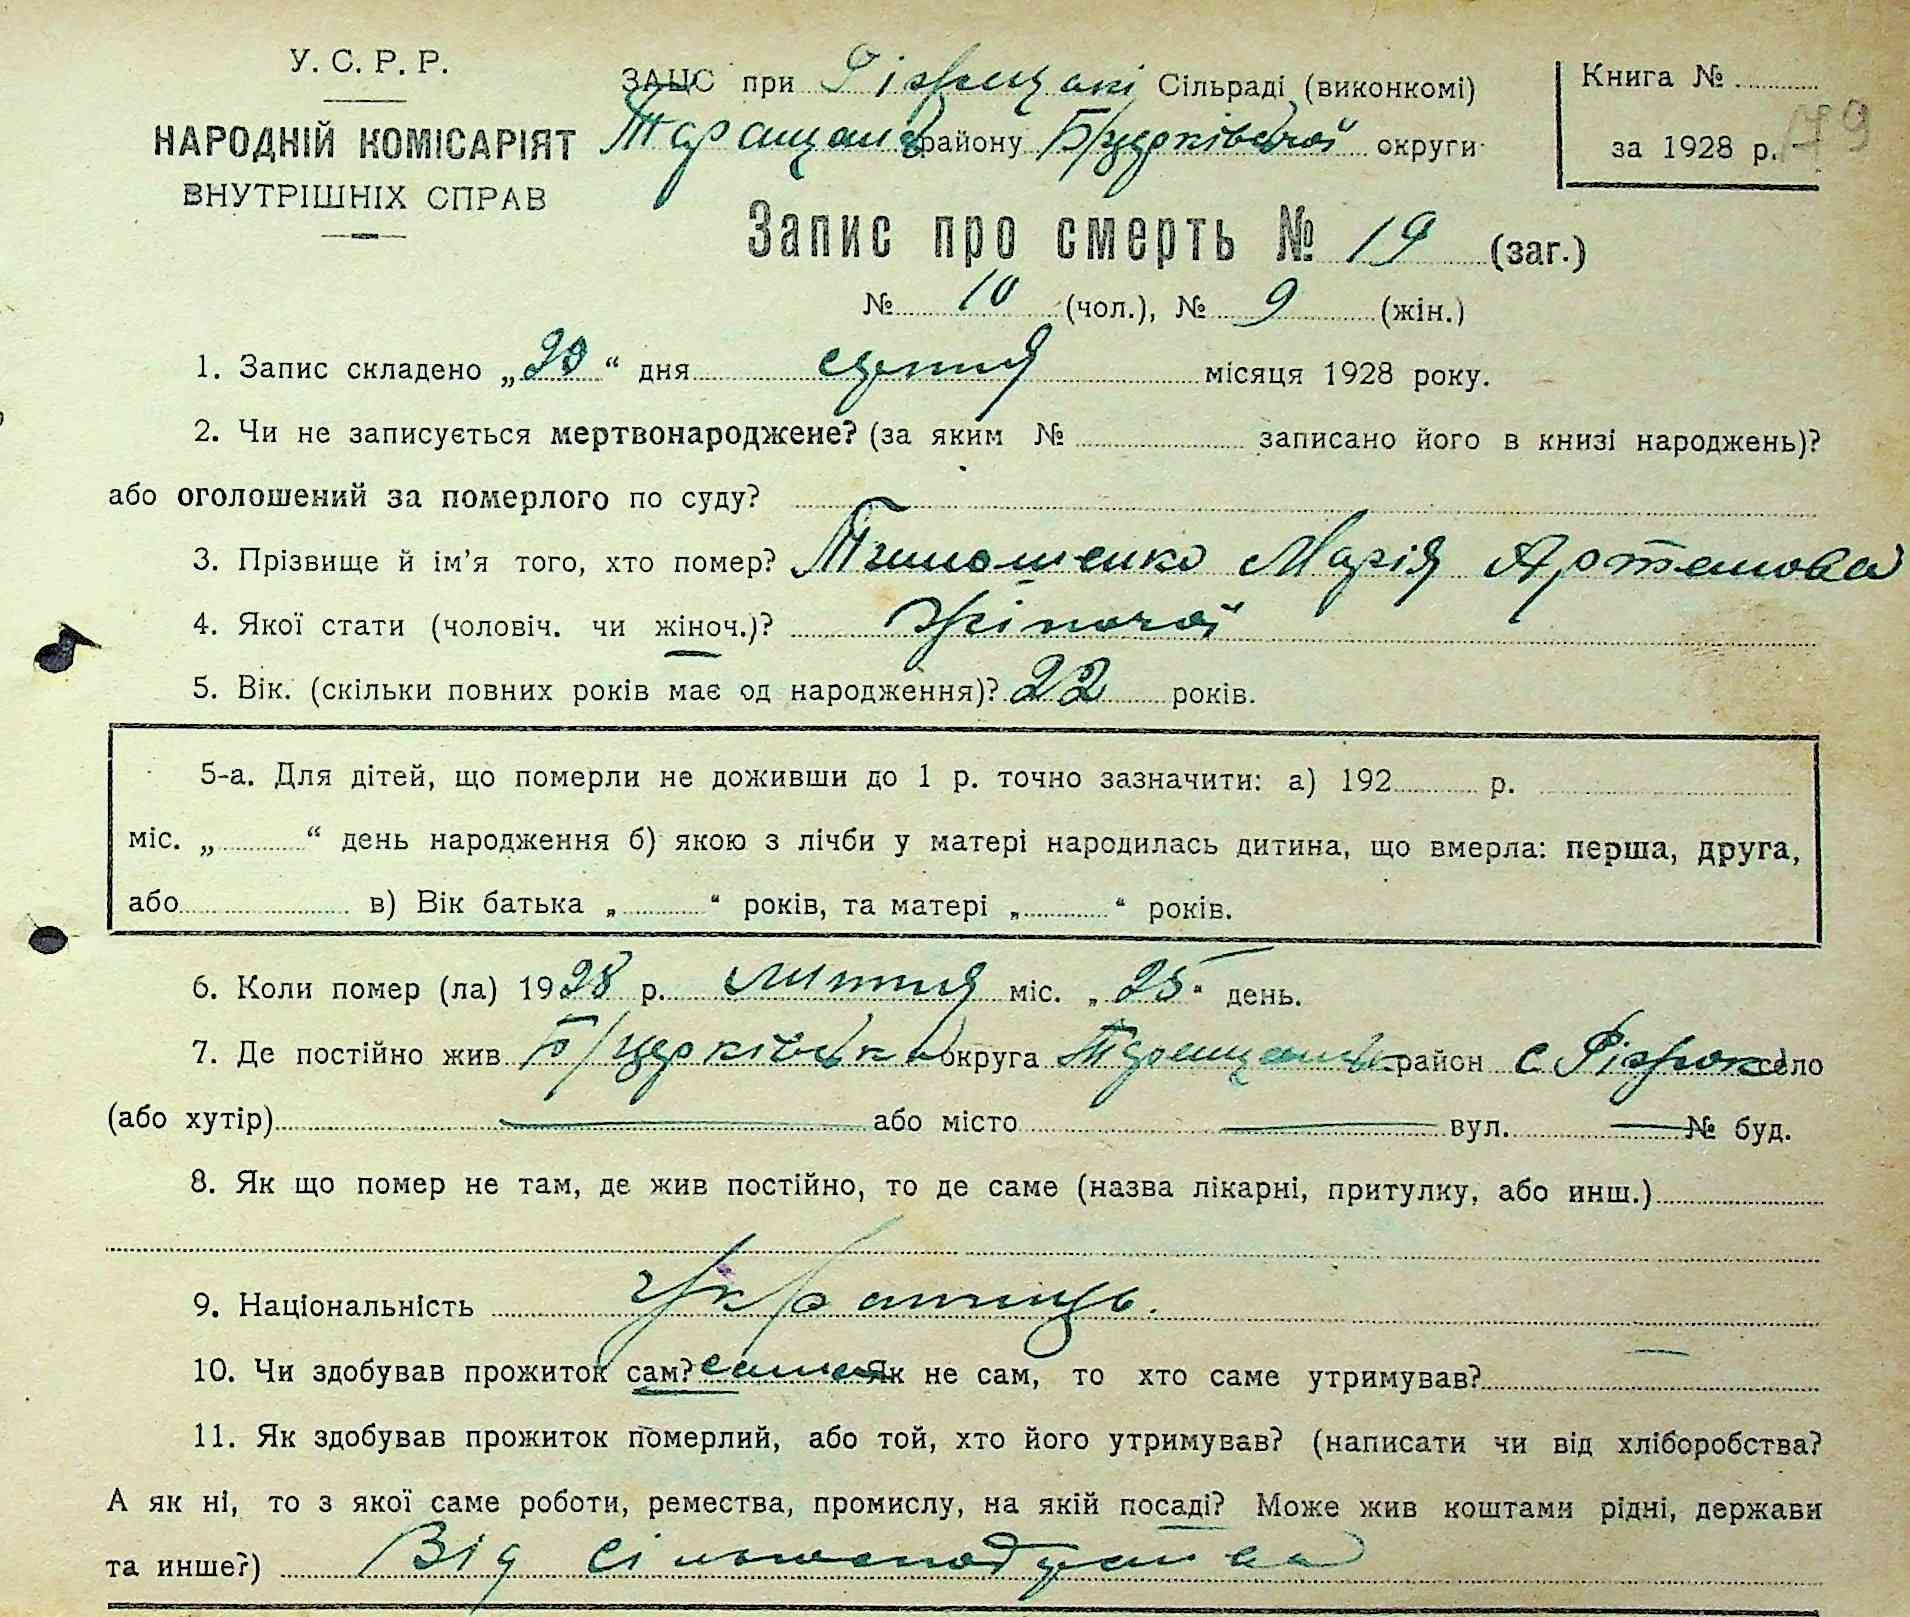 У. С. Р. Р.
НАРОДНІЙ КОМІСАРІЯТ
ВНУТРІШНІХ СПРАВ
ЗАЦС при Сільраді (виконкомі)
району Б/церківської округи
Книга №
за 1928 р. 179
Запис про смерть № 19 (заг.)
№ 10 (чол.), № 9 (жін.)
1. Запис складено „ “ дня місяця 1928 року.
2. Чи не записується мертвонароджене? (за яким № записано його в книзі народжень)?
або оголошений за померлого по суду?
3. Прізвище й ім’я того, хто помер? Тимошенко Марія Артемова
4. Якої стати (чоловіч. чи жіноч.)? Жіночої
5. Вік. (скільки повних років має од народження)? 22 років.
5-а. Для дітей, що померли не доживши до 1 р. точно зазначити: а) 192 р.
міс. „ “ день народження б) якою з лічби у матері народилась дитина, що вмерла: перша, друга,
або в) Вік батька „ “ років, та матері „ “ років.
6. Коли помер (ла) 1928 р. липня міс. „25“ день.
7. Де постійно жив Б/церківська округа Таращанськ район с село
(або хутір) — або місто — вул. — № буд.
8. Як що помер не там, де жив постійно, то де саме (назва лікарні, притулку, або инш.)
9. Національність Українець.
10. Чи здобував прожиток сам? сама Як не сам, то хто саме утримував? —
11. Як здобував прожиток померлий, або той, хто його утримував? (написати чи від хліборобства?
А як ні, то з якої саме роботи, ремества, промислу, на якій посаді? Може жив коштами рідні, держави
та инше?) Від